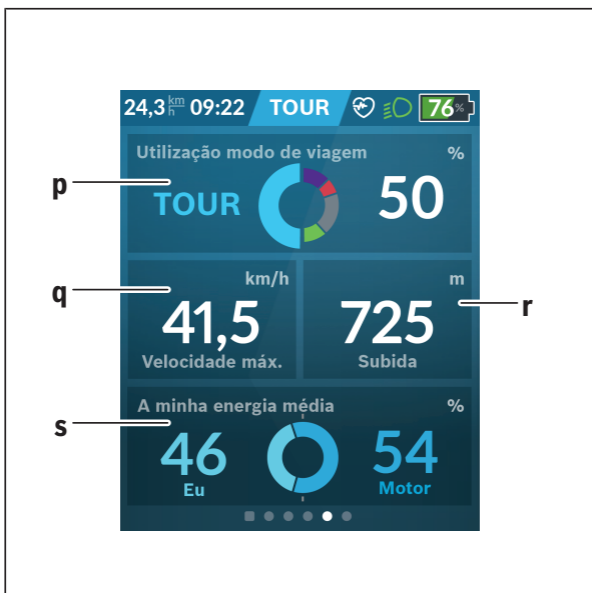 24,3 km/h 09:22 TOUR 76%
Utilização modo de viagem %
p
TOUR 50
km/h m
q
r
41,5 725
Velocidade máx. Subida
A minha energia média %
s
46 54
Eu Motor